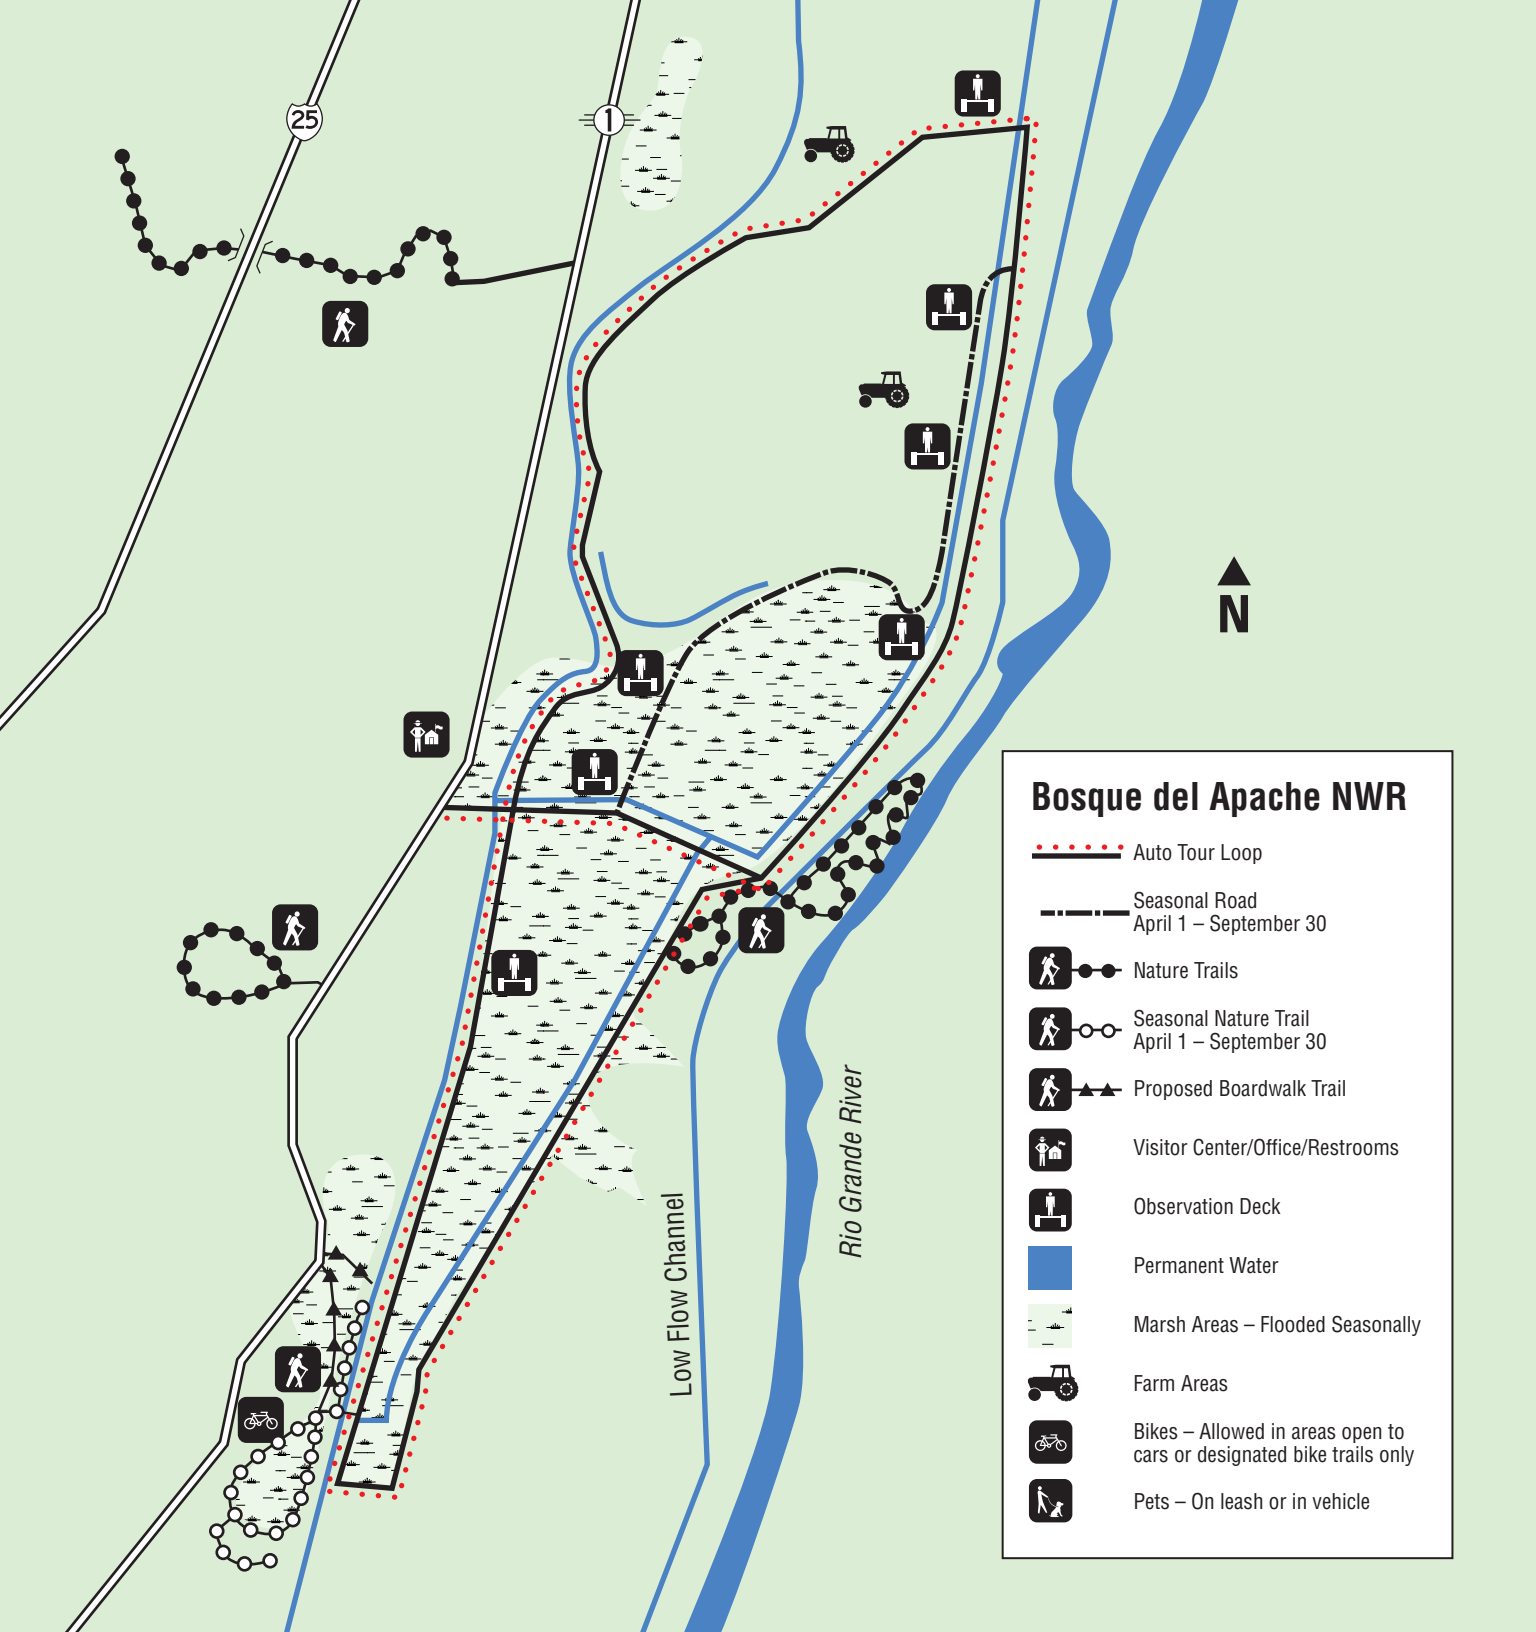 25
1
N
Low Flow Channel
Rio Grande River
Bosque del Apache NWR
Auto Tour Loop
Seasonal Road
April 1 – September 30
Nature Trails
Seasonal Nature Trail
April 1 – September 30
Proposed Boardwalk Trail
Visitor Center/Office/Restrooms
Observation Deck
Permanent Water
Marsh Areas – Flooded Seasonally
Farm Areas
Bikes – Allowed in areas open to
cars or designated bike trails only
Pets – On leash or in vehicle